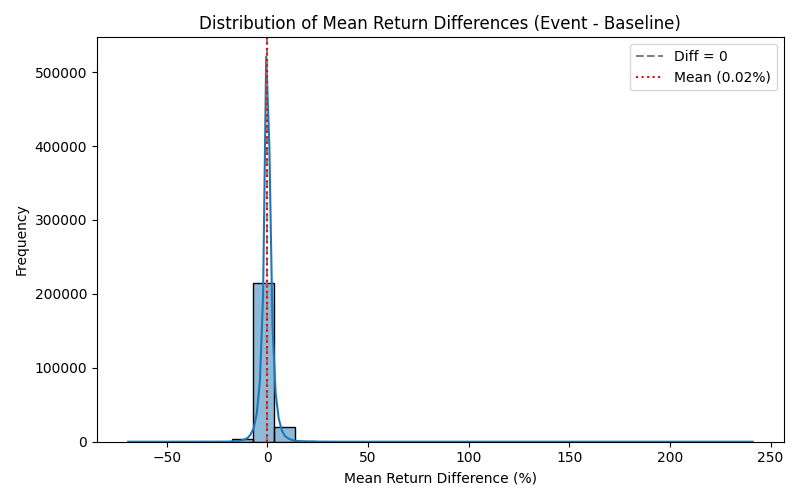 Distribution of Mean Return Differences (Event - Baseline)
Diff = 0
Mean (0.02%)
500000
400000
300000
200000
100000
0
Frequency
−50
0
50
100
150
200
250
Mean Return Difference (%)